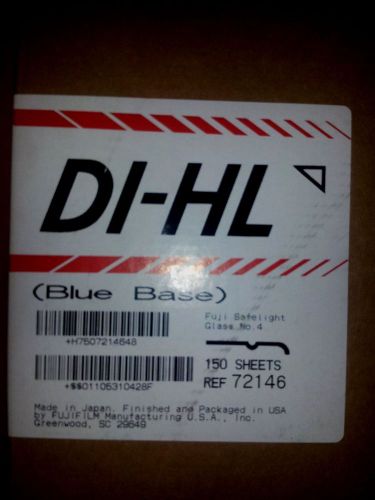 DI-HL
(Blue Base)
Fuji Safelight
Glass No.4
+H7507214648
150 SHEETS
+$$01105310428F
REF 72146
Made in Japan. Finished and Packaged in USA
by FUJIFILM Manufacturing U.S.A., Inc.
Greenwood, SC 29649